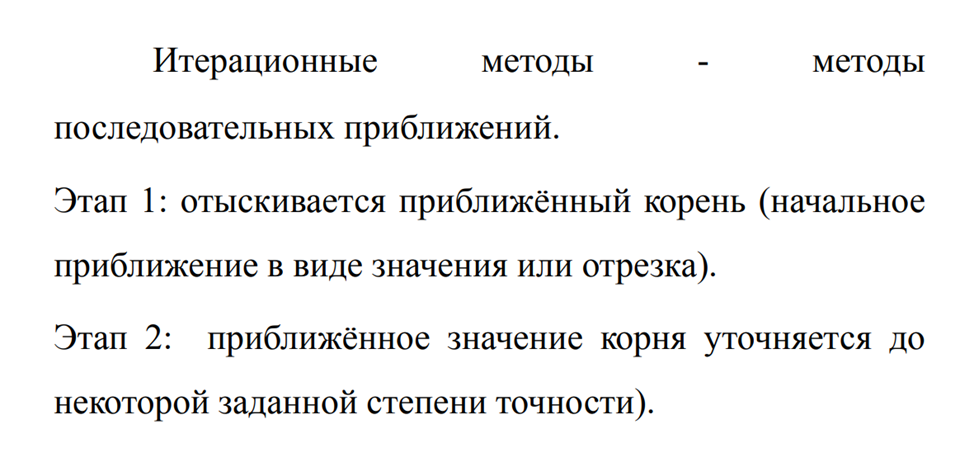 Итерационные методы - методы
последовательных приближений.
Этап 1: отыскивается приближённый корень (начальное
приближение в виде значения или отрезка).
Этап 2: приближённое значение корня уточняется до
некоторой заданной степени точности).